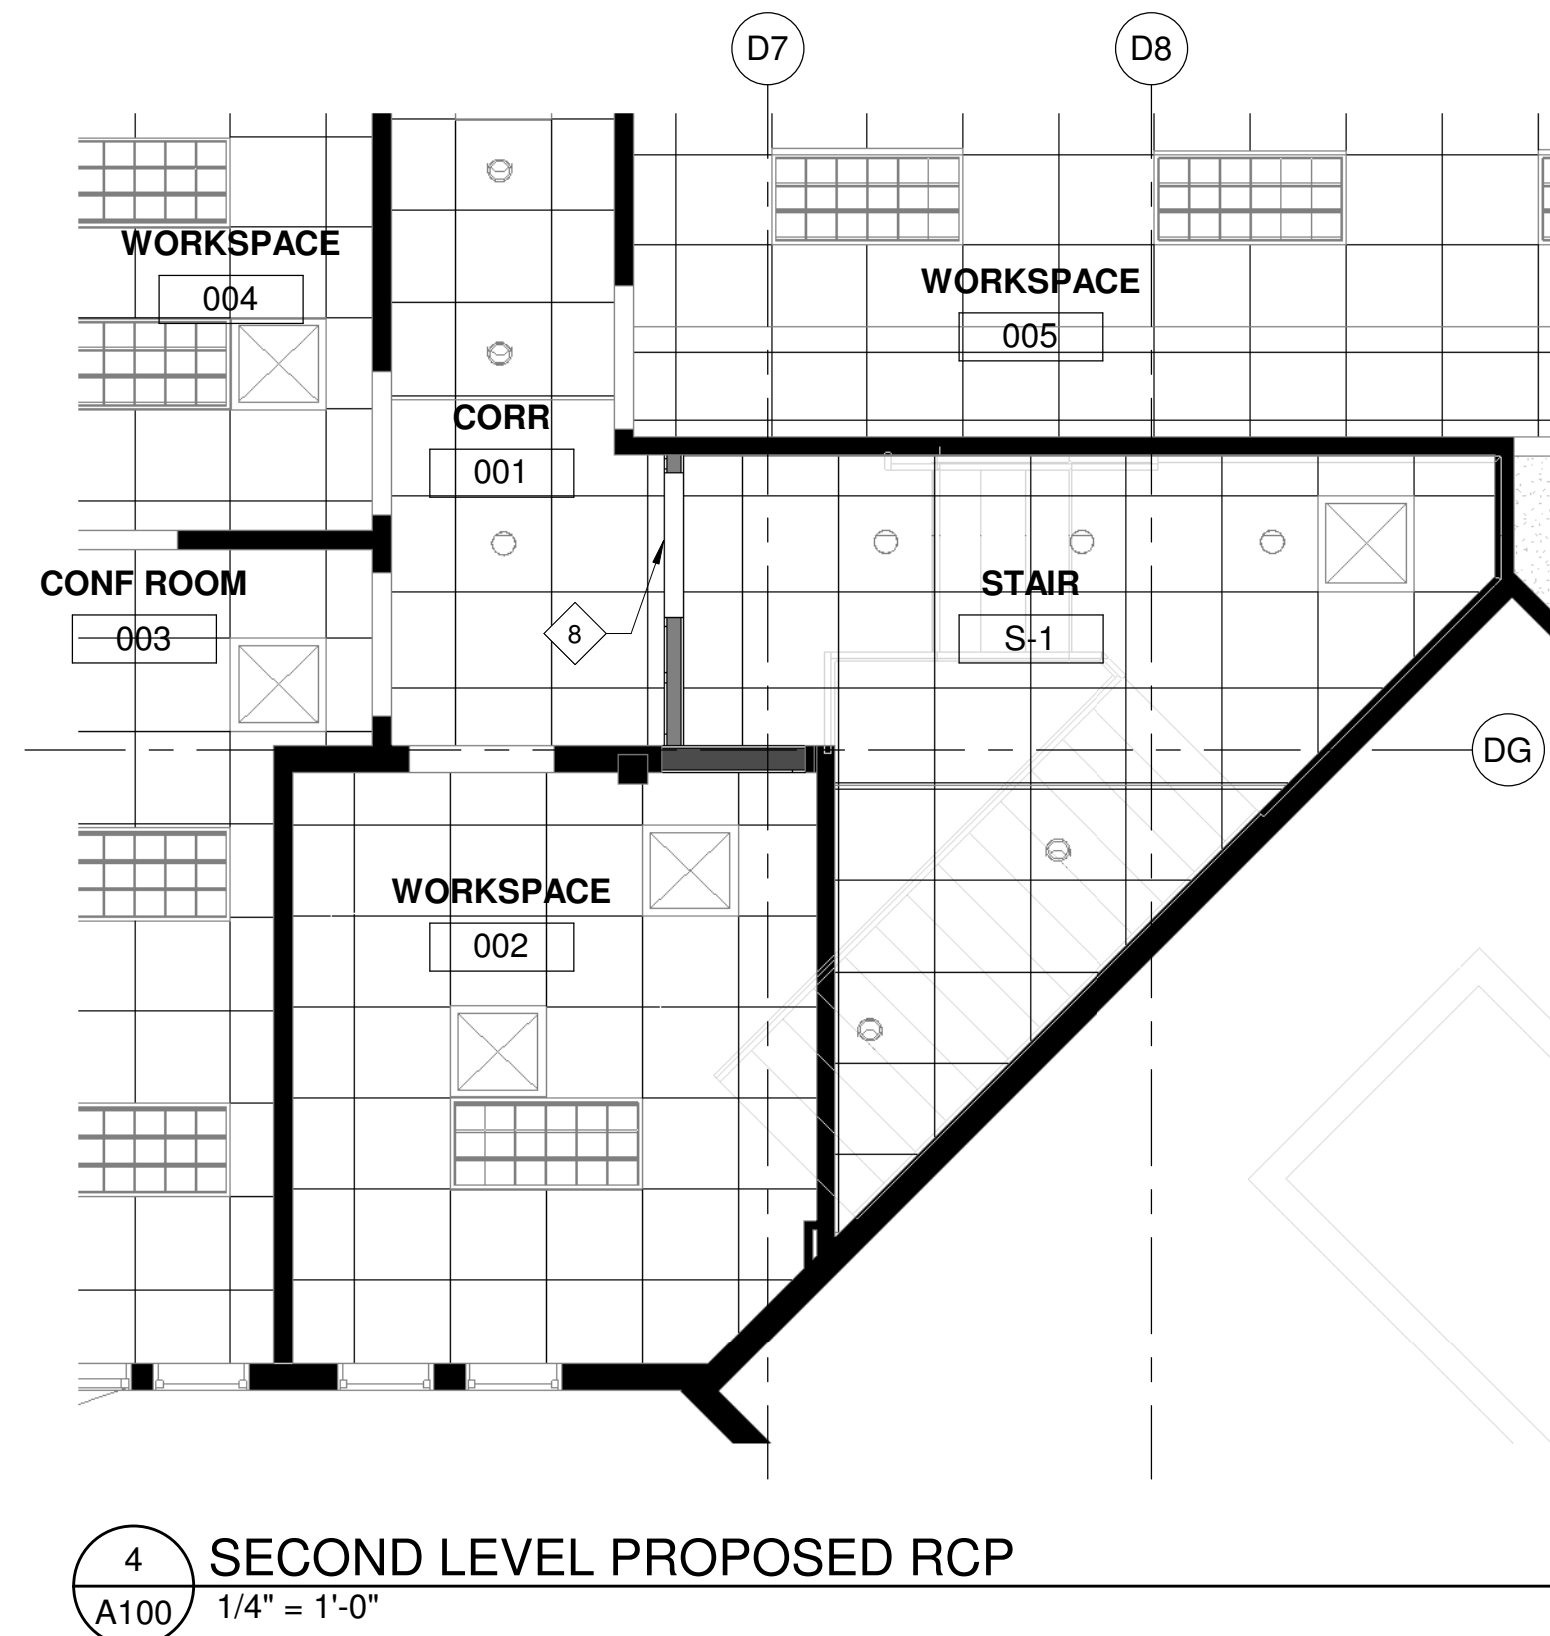 D7
D8
WORKSPACE
004
WORKSPACE
005
CORR
001
CONF ROOM
003
8
STAIR
S-1
DG
WORKSPACE
002
4
A100
SECOND LEVEL PROPOSED RCP
1/4" = 1'-0"